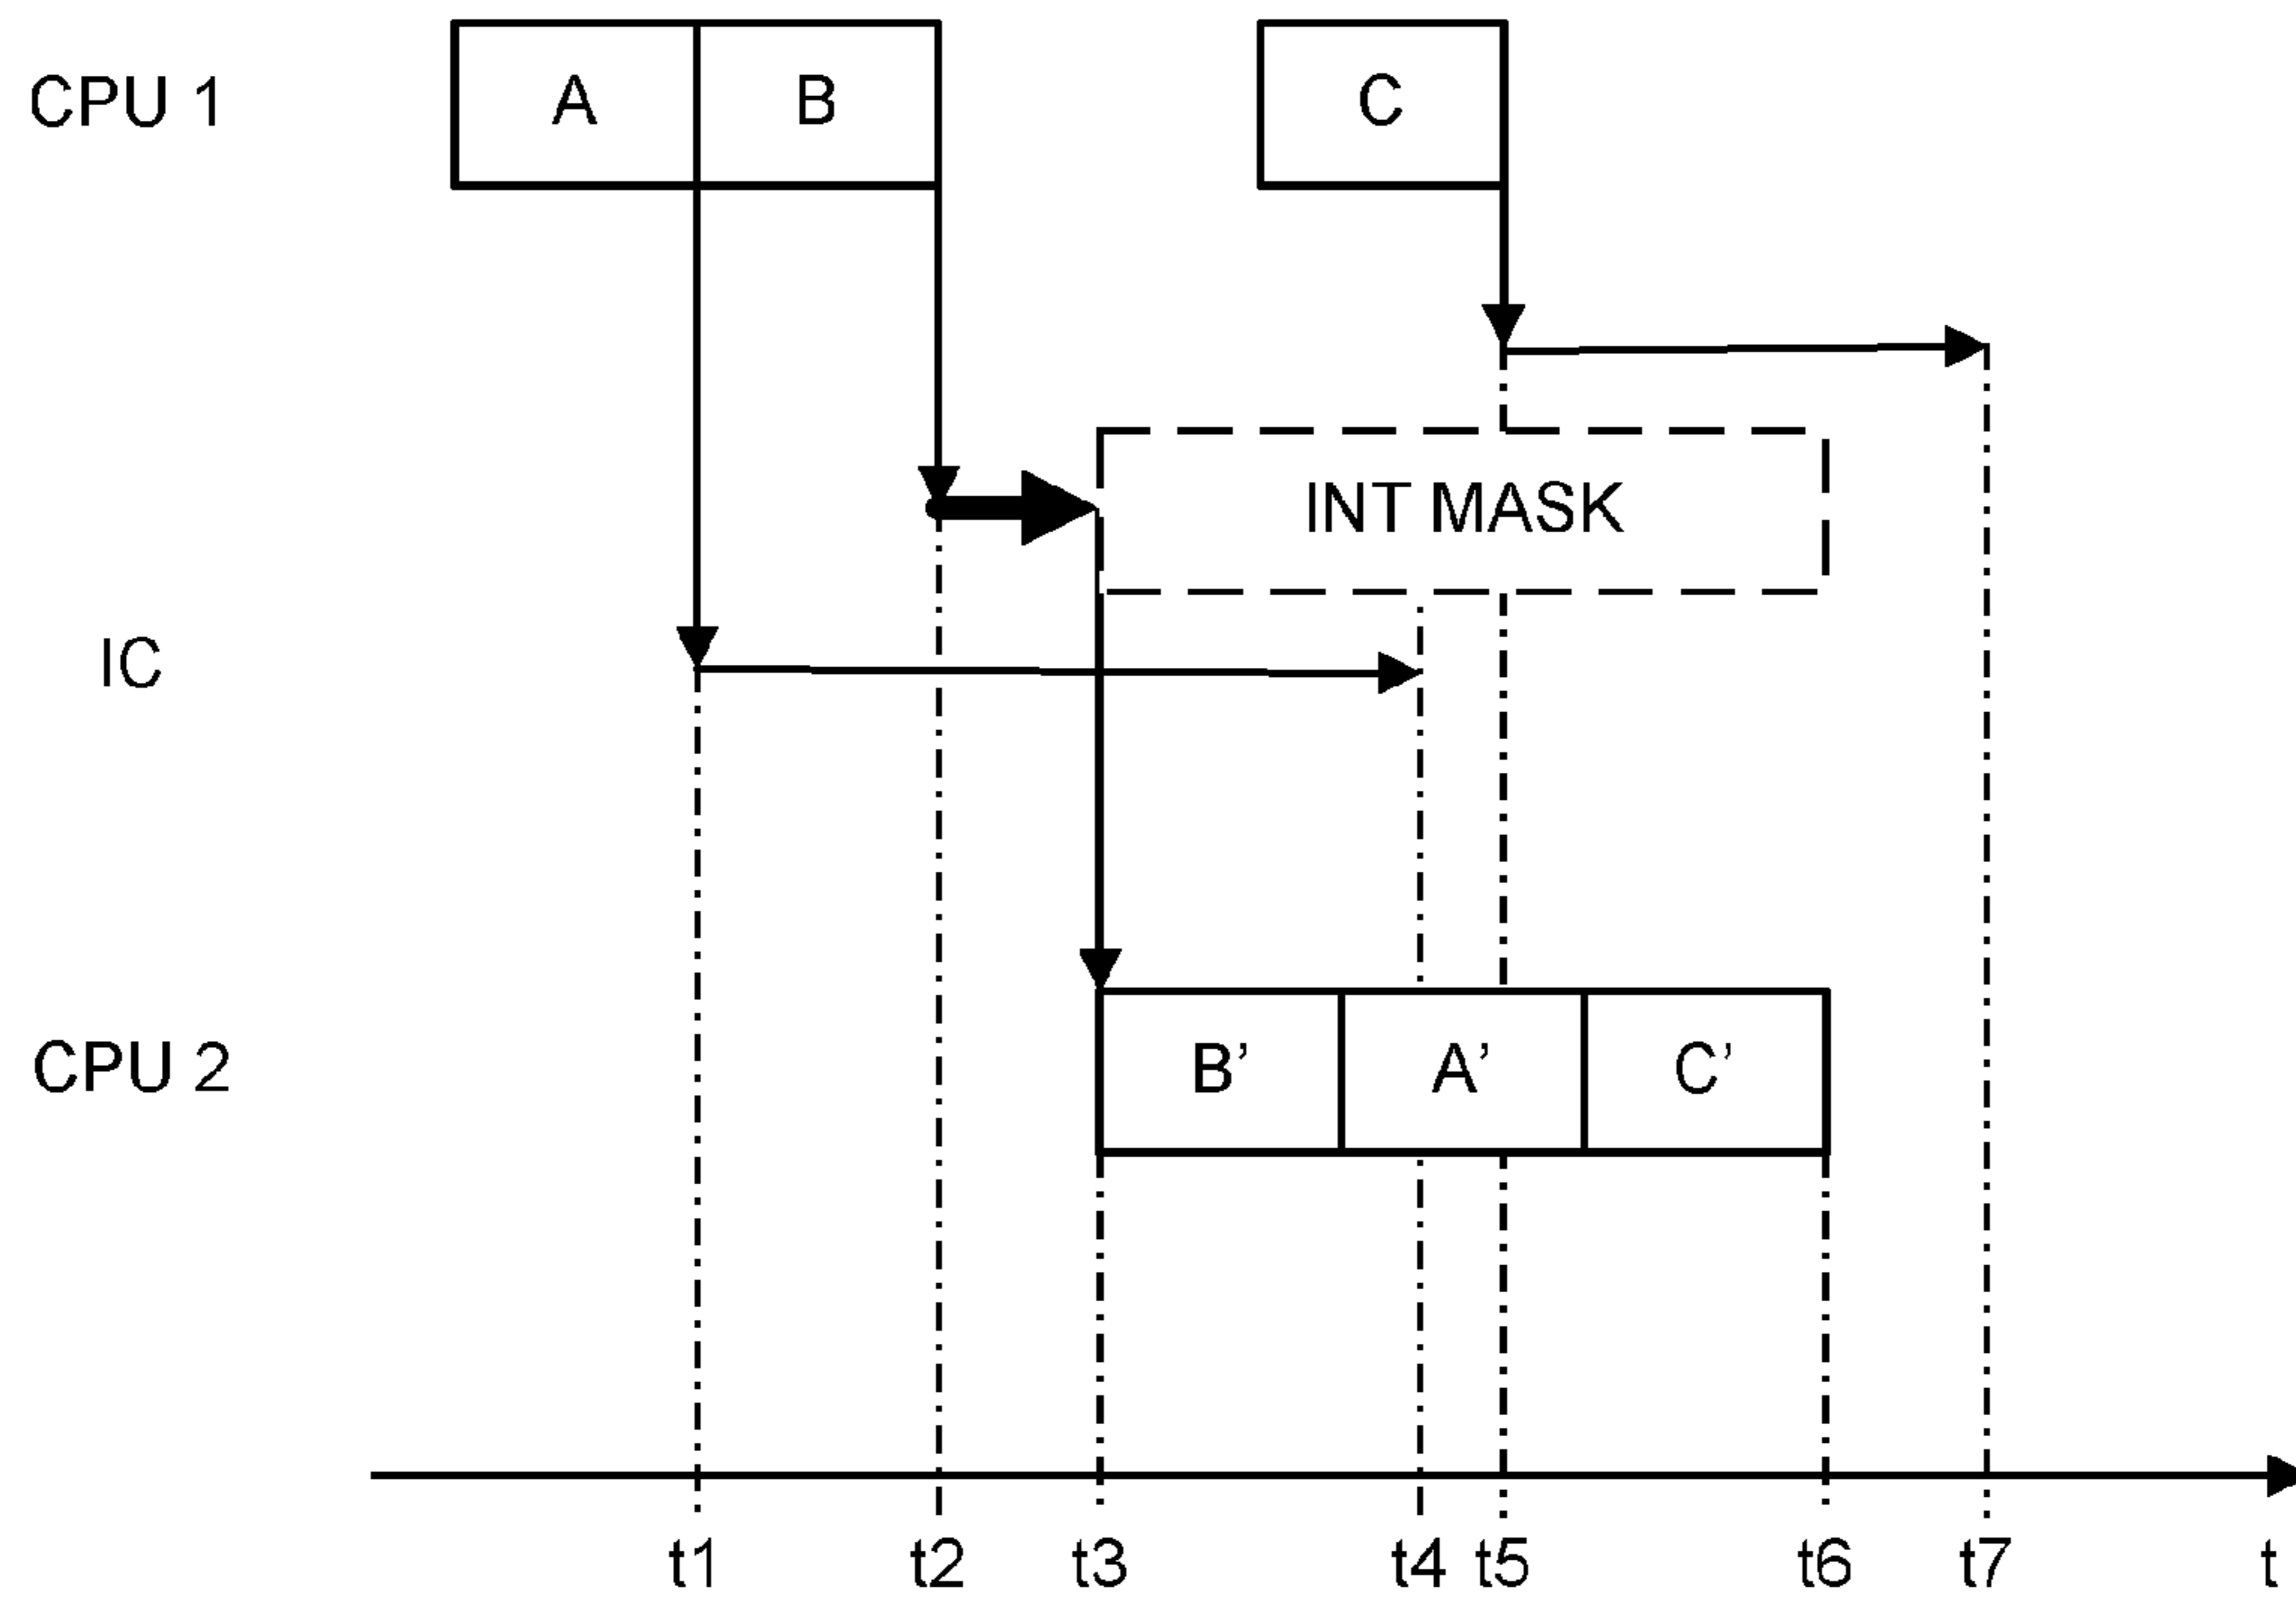 CPU 1
A
B
C
INT MASK
IC
CPU 2
B’
A’
C’
t1
t2
t3
t4
t5
t6
t7
t